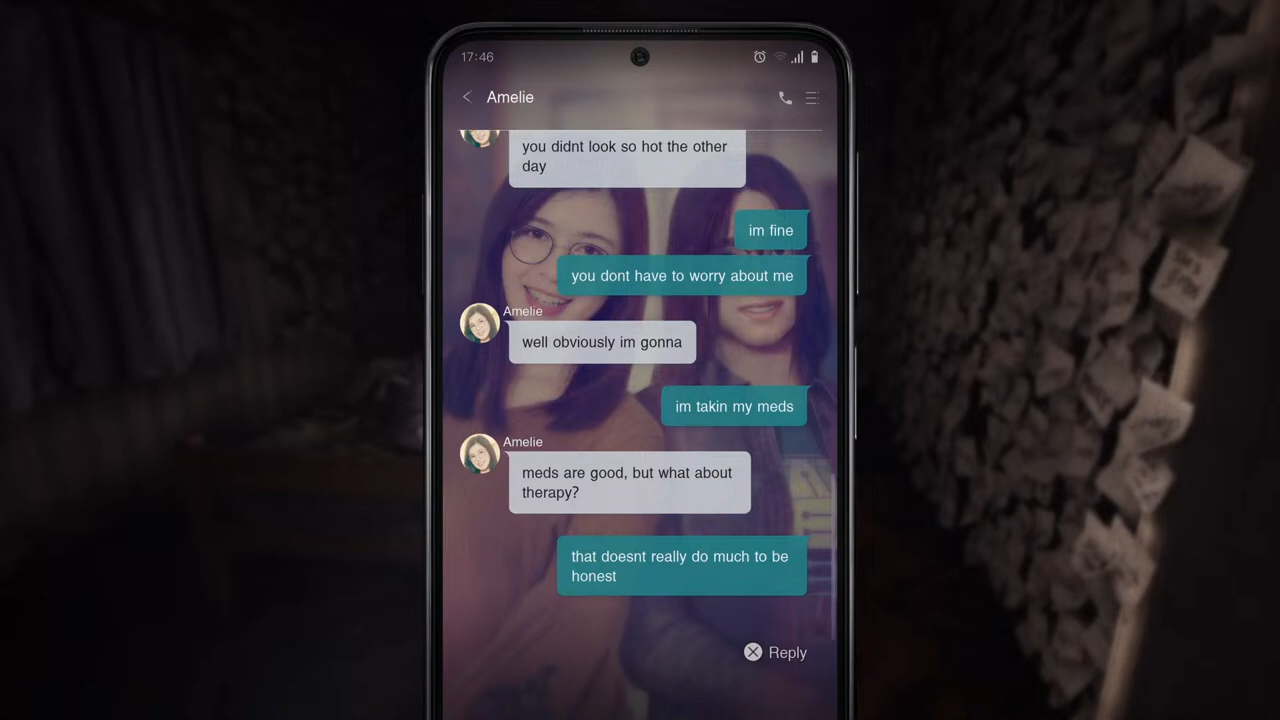 17:46
Amelie
you didnt look so hot the other
day
im fine
you dont have to worry about me
Amelie
well obviously im gonna
im takin my meds
Amelie
meds are good, but what about
therapy?
that doesnt really do much to be
honest
Reply